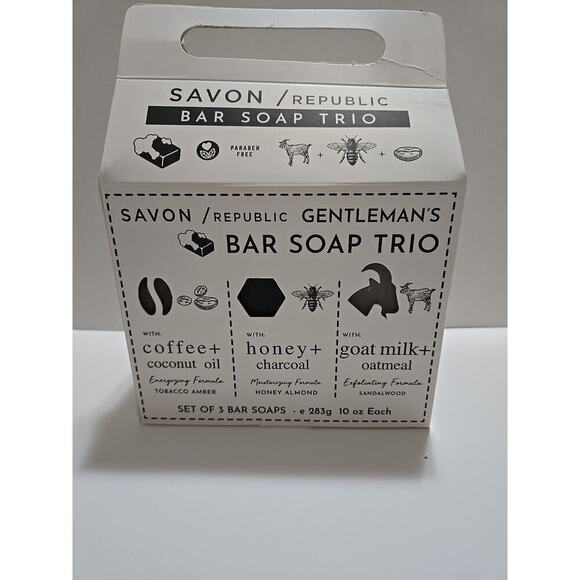 SAVON / REPUBLIC
BAR SOAP TRIO
PARABEN
FREE
+ +
SAVON / REPUBLIC GENTLEMAN'S
BAR SOAP TRIO
WITH:
coffee+
coconut oil
Energizing Formula
TOBACCO AMBER
WITH:
honey+
charcoal
Moisturizing Formula
HONEY ALMOND
WITH:
goat milk+
oatmeal
Exfoliating Formula
SANDALWOOD
SET OF 3 BAR SOAPS - e 283g 10 oz Each